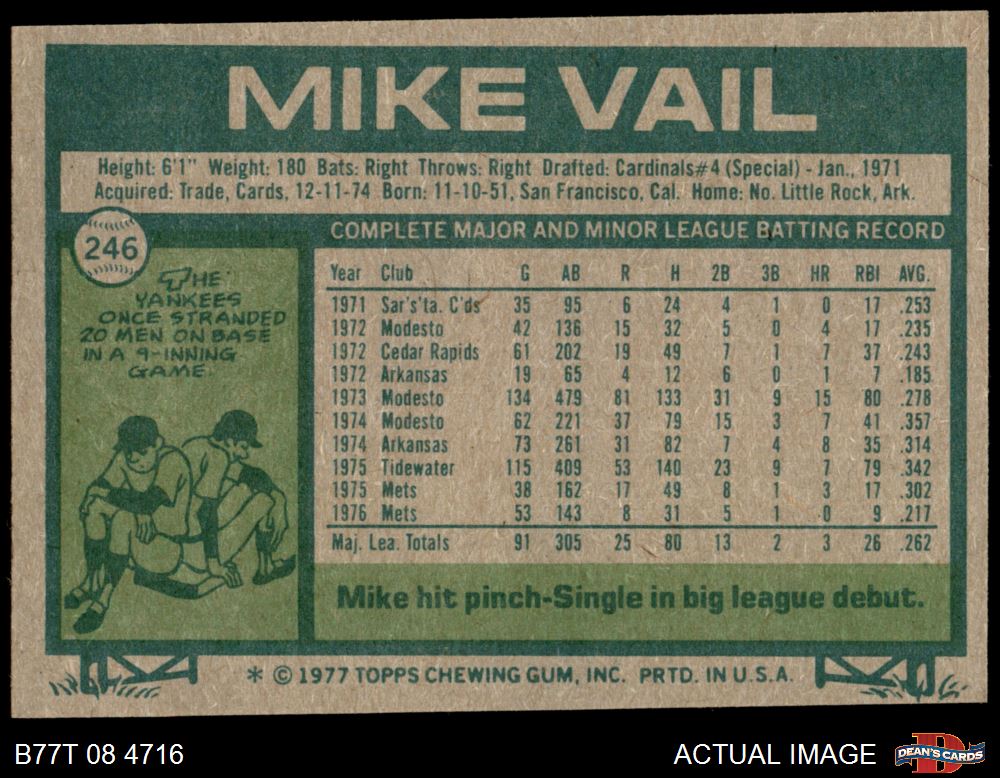 MIKE VAIL
Height: 6'1" Weight: 180 Bats: Right Throws: Right Drafted: Cardinals#4 (Special) - Jan., 1971
Acquired: Trade, Cards, 12-11-74 Born: 11-10-51, San Francisco, Cal. Home: No. Little Rock, Ark.
246
THE
YANKEES
ONCE STRANDED
20 MEN ON BASE
IN A 9-INNING
GAME.
COMPLETE MAJOR AND MINOR LEAGUE BATTING RECORD
Year Club G AB R H 2B 3B HR RBI AVG.
1971 Sar's'ta. C'ds 35 95 6 24 4 1 0 17 .253
1972 Modesto 42 136 15 32 5 0 4 17 .235
1972 Cedar Rapids 61 202 19 49 7 1 7 37 .243
1972 Arkansas 19 65 4 12 6 0 1 7 .185
1973 Modesto 134 479 81 133 31 9 15 80 .278
1974 Modesto 62 221 37 79 15 3 7 41 .357
1974 Arkansas 73 261 31 82 7 4 8 35 .314
1975 Tidewater 115 409 53 140 23 9 7 79 .342
1975 Mets 38 162 17 49 8 1 3 17 .302
1976 Mets 53 143 8 31 5 1 0 9 .217
Maj. Lea. Totals 91 305 25 80 13 2 3 26 .262
Mike hit pinch-Single in big league debut.
* © 1977 TOPPS CHEWING GUM, INC. PRTD. IN U.S.A.
B77T 08 4716
ACTUAL IMAGE
DEAN'S CARDS